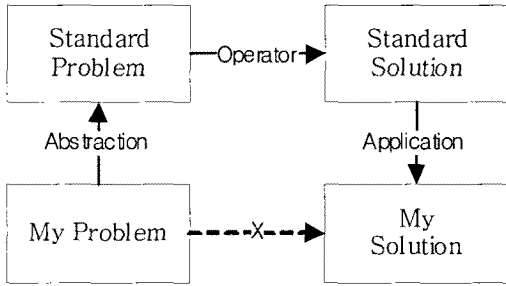 Standard
Problem
Operator
Standard
Solution
Abstraction
Application
My Problem
X
My
Solution